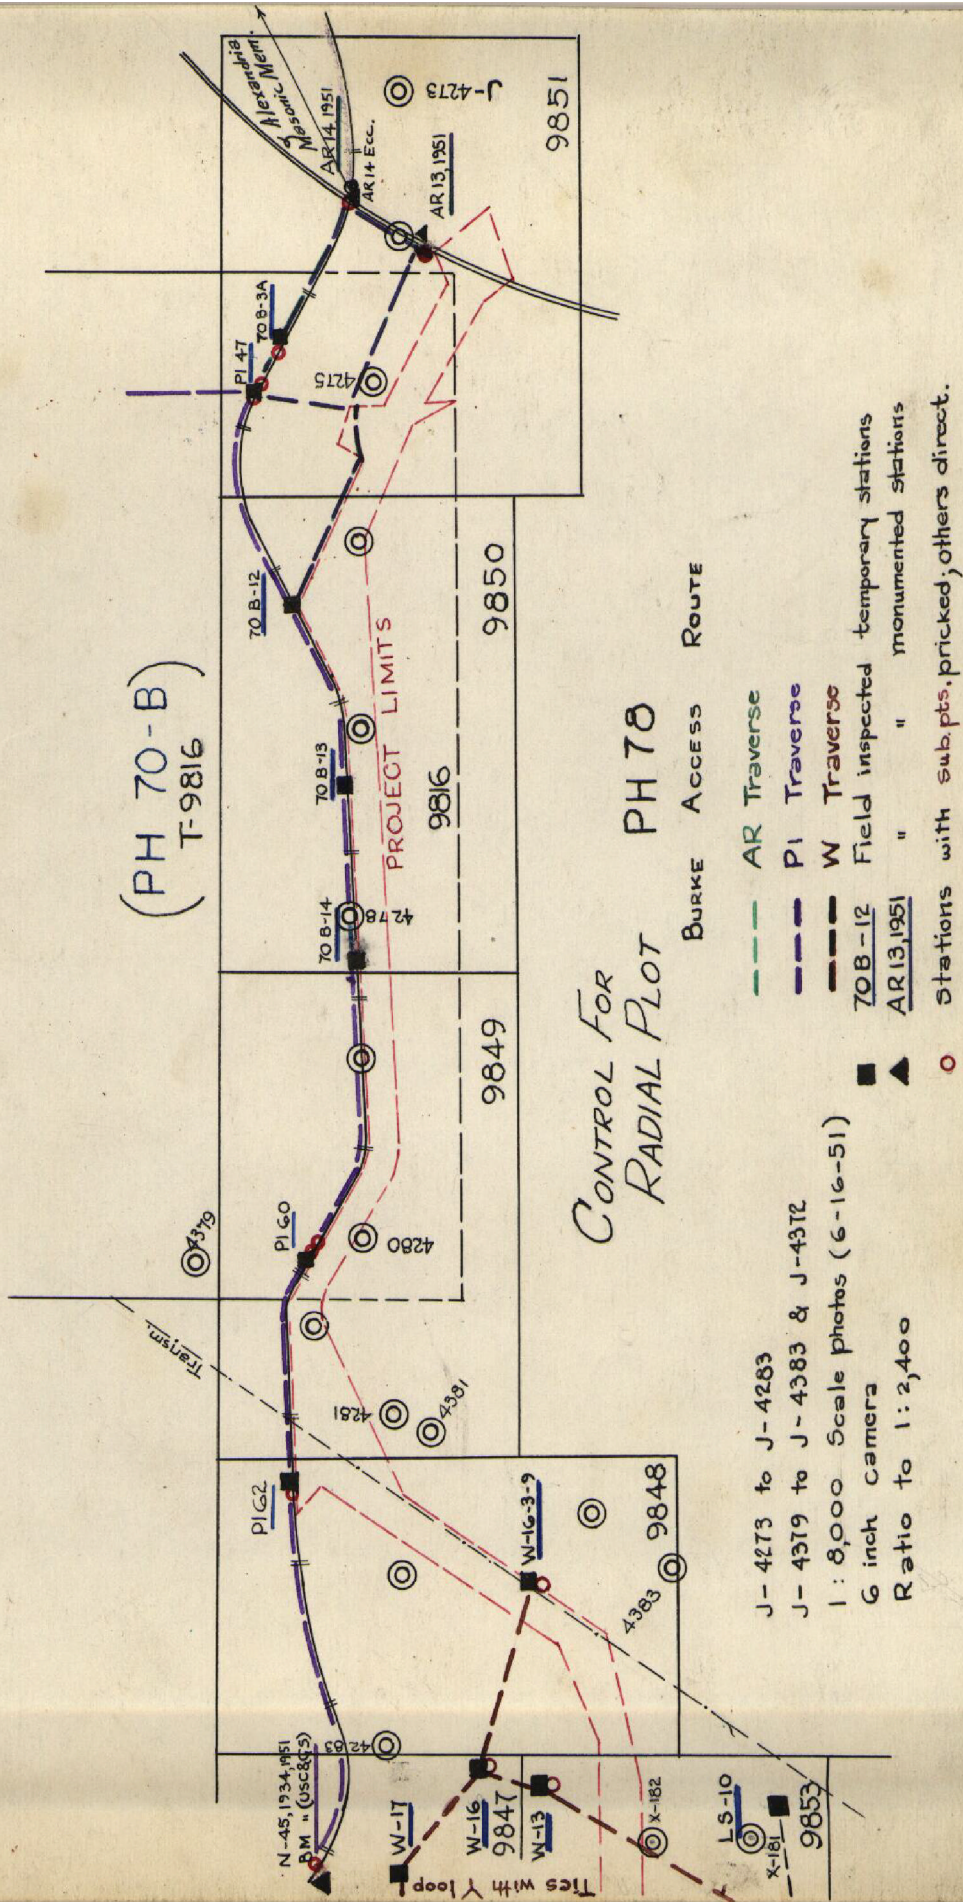 (PH 70-B)
T-9816
Alexandria
Masonic Mem.
AR 14, 1951
AR 14 Ecc.
J-4273
AR 13, 1951
9851
70 B-3A
PI 47
4275
70 B-12
9850
PROJECT LIMITS
9816
70 B-13
70 B-14
4278
9849
4379
PI 60
4280
Transm.
4281
4381
PI 62
W-16-3-9
9848
4383
4283
N-45, 1934, 1951
BM " (USC&GS)
W-17
W-16
9847
W-13
X-182
LS-10
X-181
9853
Ties with Y loop
CONTROL FOR
RADIAL PLOT
PH 78
BURKE ACCESS ROUTE
AR Traverse
PI Traverse
W Traverse
70 B-12 Field inspected temporary stations
AR 13, 1951 " " monumented stations
Stations with sub. pts. pricked; others direct.
J-4273 to J-4283
J-4379 to J-4383 & J-4372
1:8,000 Scale photos (6-16-51)
6 inch camera
Ratio to 1:2,400